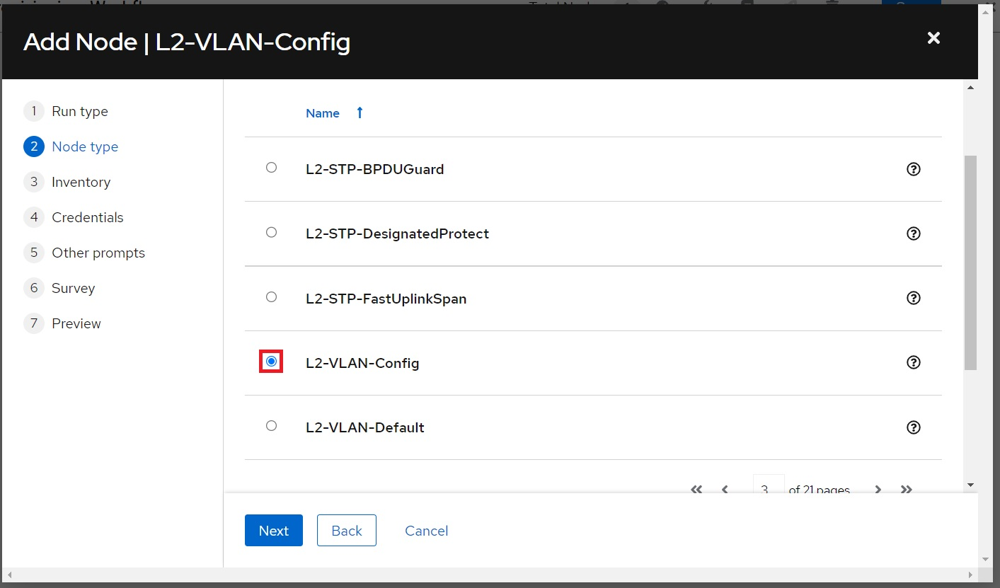 Add Node | L2-VLAN-Config
1 Run type
2 Node type
3 Inventory
4 Credentials
5 Other prompts
6 Survey
7 Preview
Name
L2-STP-BPDUGuard
L2-STP-DesignatedProtect
L2-STP-FastUplinkSpan
L2-VLAN-Config
L2-VLAN-Default
3 of 21 pages
Next Back Cancel